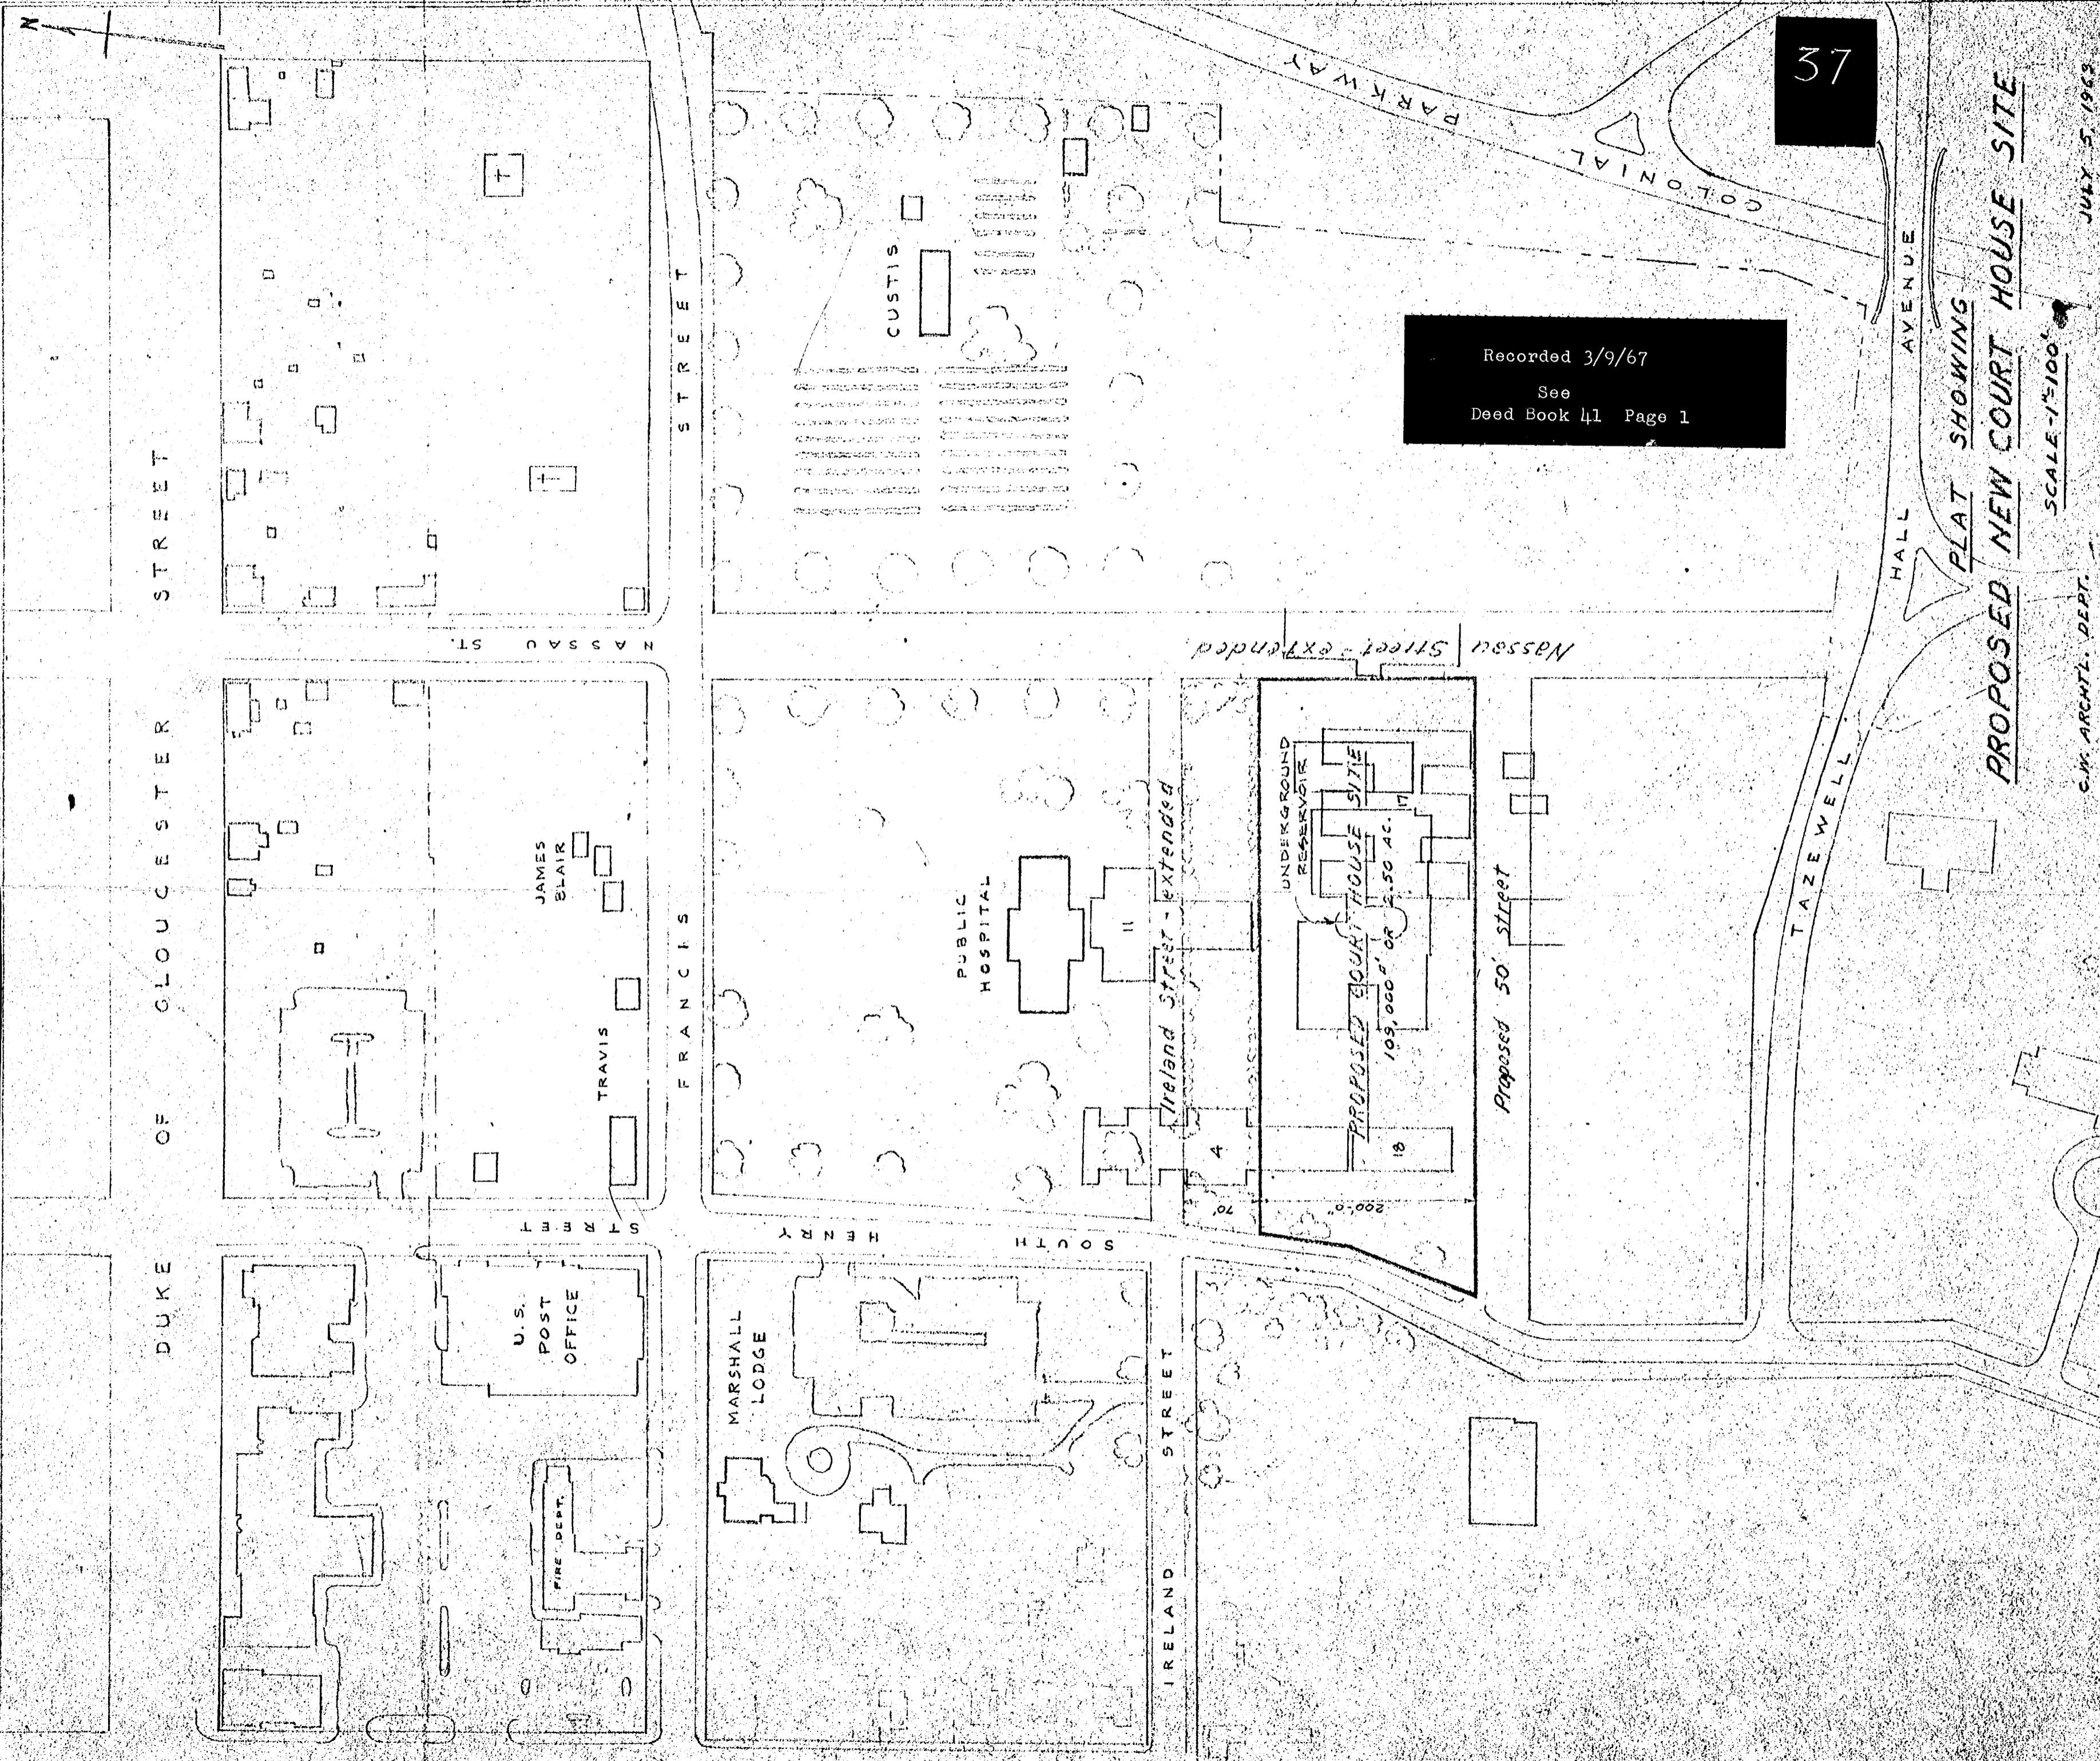 37
PLAT SHOWING
PROPOSED NEW COURT HOUSE SITE
SCALE-1"=100'
C.W. ARCHTL. DEPT.
JULY 5 1963
Recorded 3/9/67
See
Deed Book 41 Page 1
N
COLONIAL PARKWAY
CUSTIS
DUKE OF GLOUCESTER STREET
FRANCIS STREET
NASSAU ST.
Nassau Street-extended
JAMES
BLAIR
TRAVIS
PUBLIC
HOSPITAL
11
Ireland Street-extended
UNDERGROUND
RESERVOIR
PROPOSED COURT HOUSE SITE
109,000 ☐' OR 2.50 AC.
17
18
4
70'
200'-0"
Proposed 50' street
TAZEWELL HALL AVENUE
SOUTH HENRY STREET
U.S.
POST
OFFICE
FIRE DEPT.
MARSHALL
LODGE
IRELAND STREET